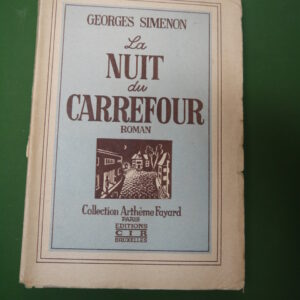 GEORGES SIMENON
La
NUIT
du
CARREFOUR
ROMAN
Collection Arthème Fayard
PARIS
EDITIONS
C I R
BRUXELLES